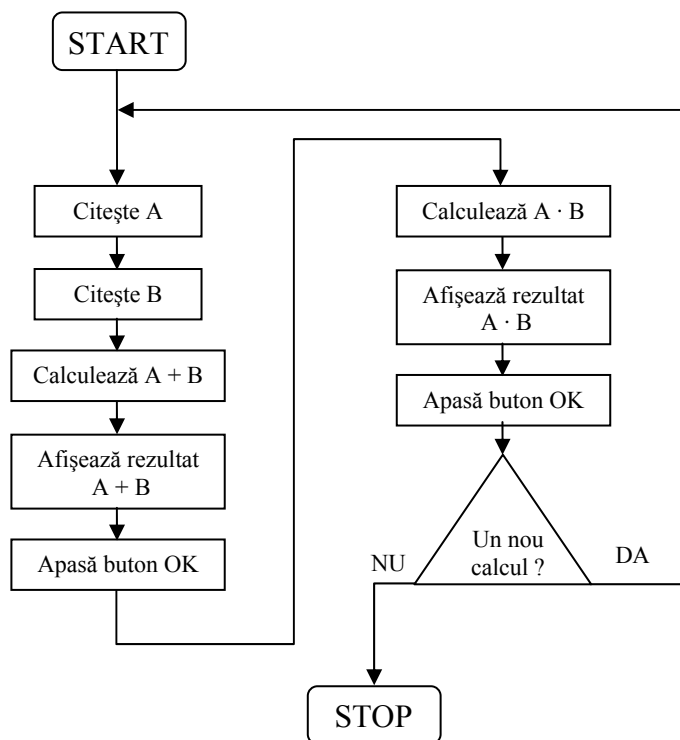 START
Citeşte A
Citeşte B
Calculează A + B
Afişează rezultat
A + B
Apasă buton OK
Calculează A · B
Afişează rezultat
A · B
Apasă buton OK
Un nou
calcul ?
NU
DA
STOP